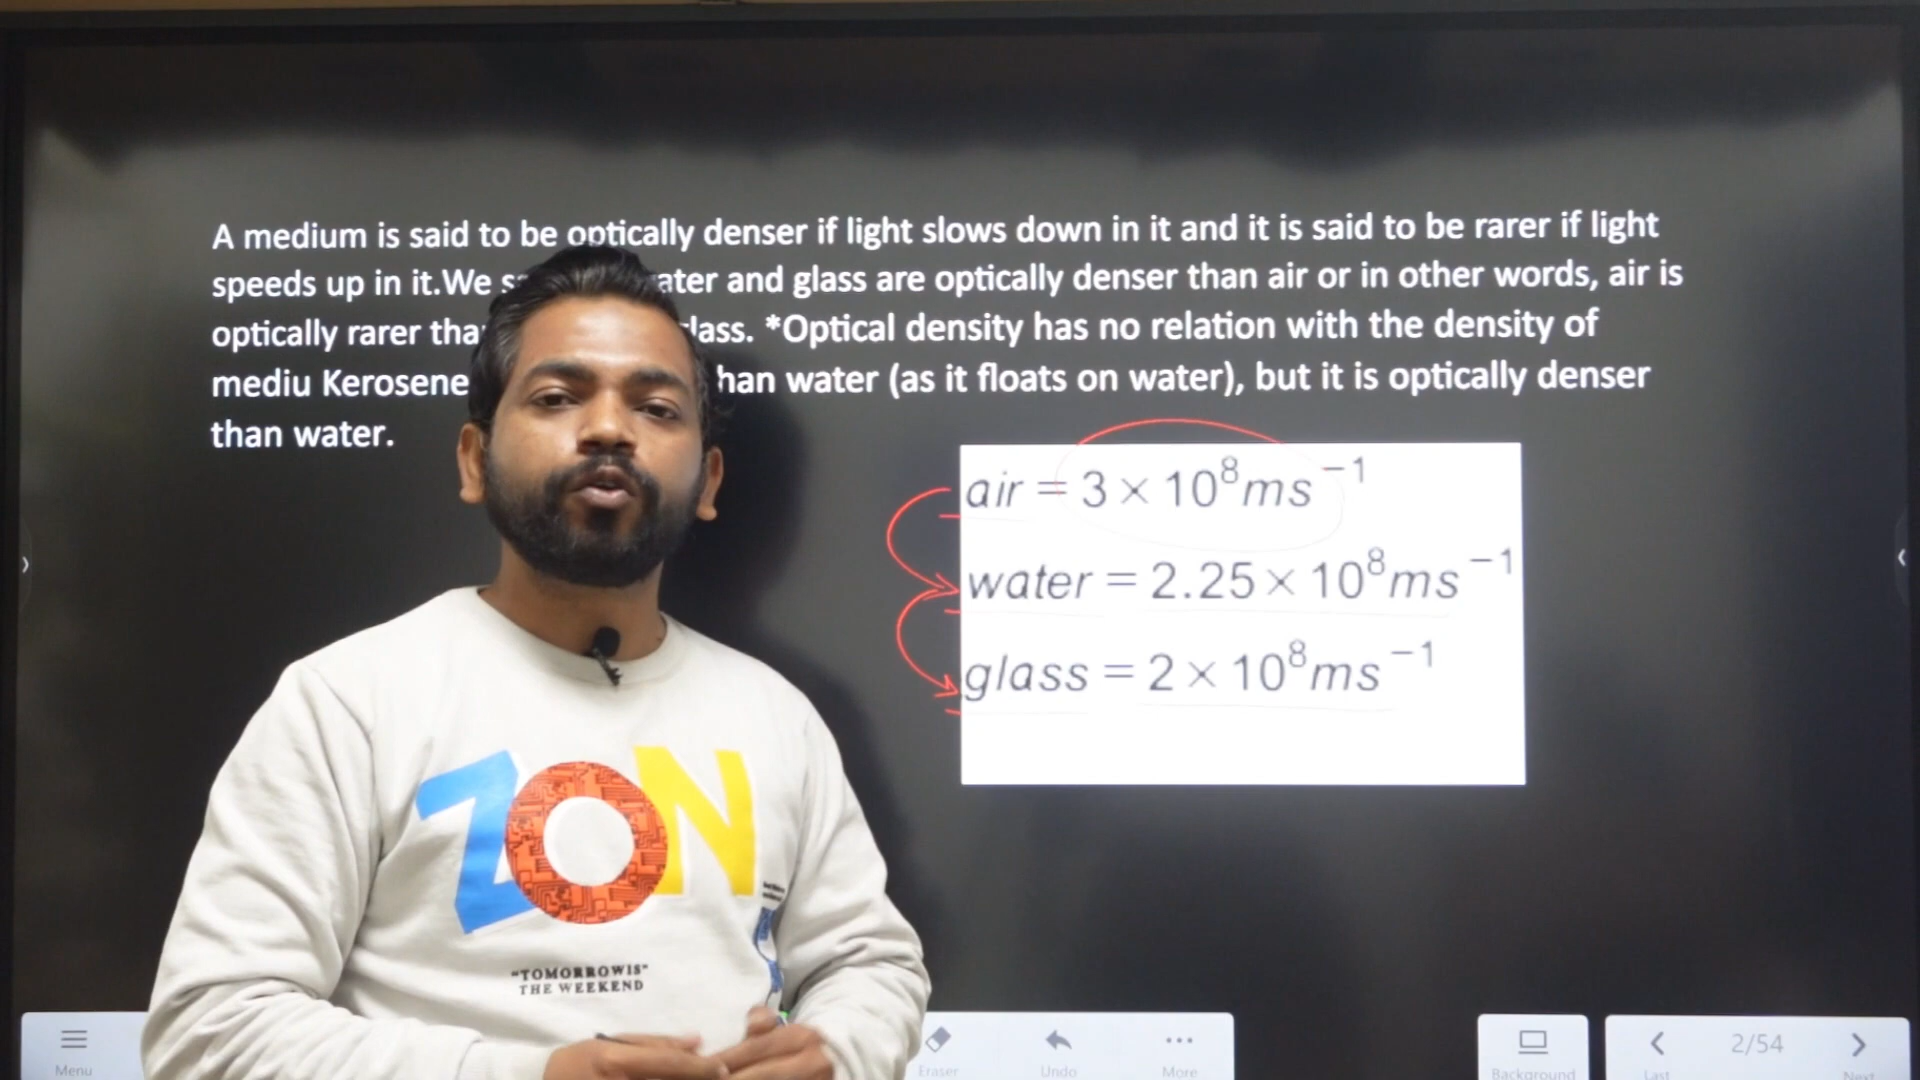 A medium is said to be optically denser if light slows down in it and it is said to be rarer if light
speeds up in it.We and glass are optically denser than air or in other words, air is
optically rarer *Optical density has no relation with the density of
mediu Kerosene water (as it floats on water), but it is optically denser
than water.
air = 3 × 10⁸ms⁻¹
water = 2.25 × 10⁸ms⁻¹
glass = 2 × 10⁸ms⁻¹
ZON
"TOMORROWIS"
THE WEEKEND
Menu
Eraser
Undo
More
Background
Last
2/54
Next